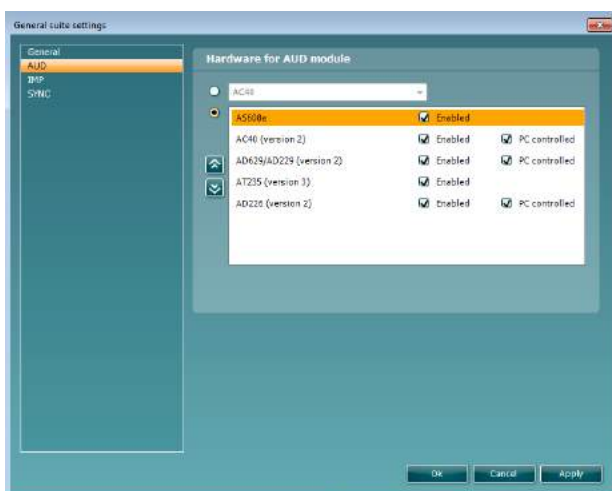 General suite settings
General
AUD
IMP
SYNC
Hardware for AUD module
AC40
AS608e Enabled
AC40 (version 2) Enabled PC controlled
AD629/AD229 (version 2) Enabled PC controlled
AT235 (version 3) Enabled
AD226 (version 2) Enabled PC controlled
Ok Cancel Apply